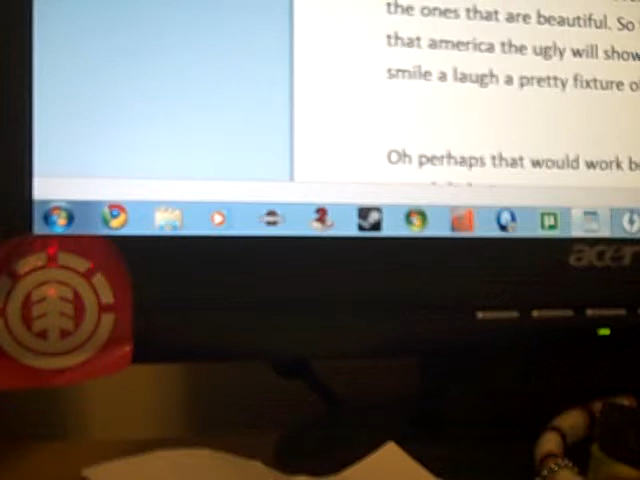 the ones that are beautiful. So
that america the ugly will show
smile a laugh a pretty fixture o
Oh perhaps that would work be
acer